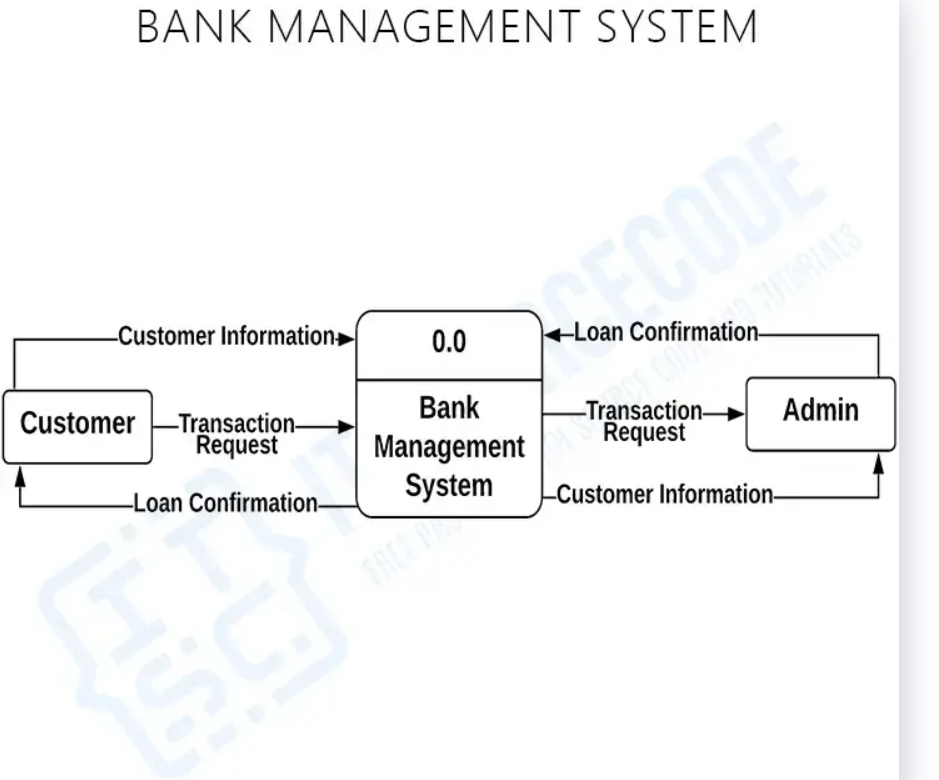 BANK MANAGEMENT SYSTEM
Customer Information
0.0
Loan Confirmation
Customer
Transaction
Request
Bank
Management
System
Transaction
Request
Admin
Loan Confirmation
Customer Information